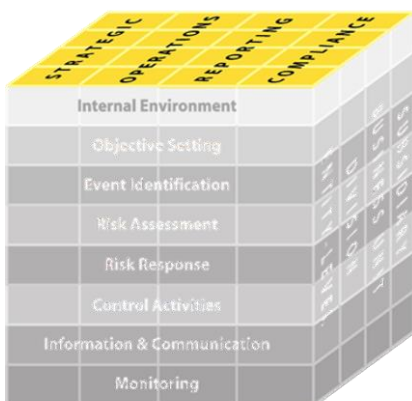 STRATEGIC
OPERATIONS
REPORTING
COMPLIANCE
Internal Environment
Objective Setting
Event Identification
Risk Assessment
Risk Response
Control Activities
Information & Communication
Monitoring
ENTITY-LEVEL
DIVISION
BUSINESS UNIT
SUBSIDIARY